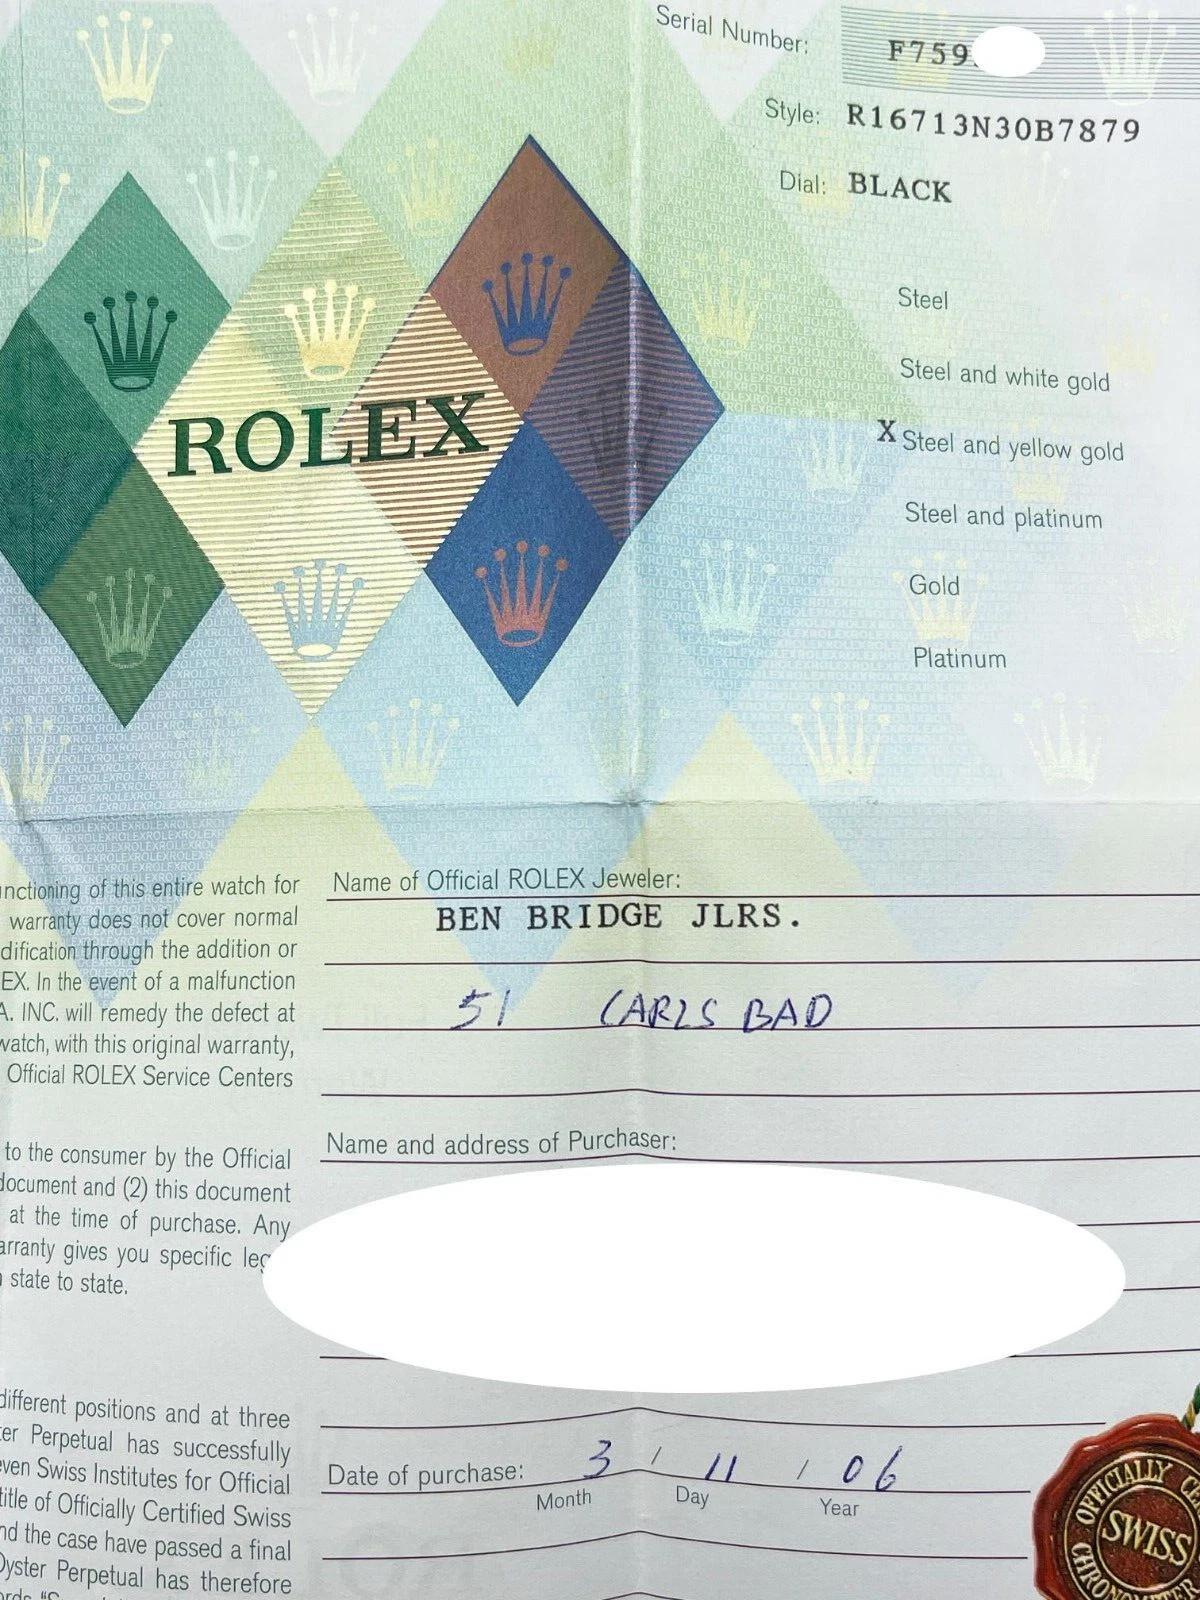 Serial Number: F759
Style: R16713N30B7879
Dial: BLACK
Steel
Steel and white gold
X Steel and yellow gold
Steel and platinum
Gold
Platinum
ROLEX
nctioning of this entire watch for
warranty does not cover normal
dification through the addition or
EX. In the event of a malfunction
A. INC. will remedy the defect at
watch, with this original warranty,
Official ROLEX Service Centers
to the consumer by the Official
document and (2) this document
at the time of purchase. Any
arranty gives you specific leg
state to state.
different positions and at three
ter Perpetual has successfully
even Swiss Institutes for Official
title of Officially Certified Swiss
nd the case have passed a final
Oyster Perpetual has therefore
Name of Official ROLEX Jeweler:
BEN BRIDGE JLRS.
51 CARLSBAD
Name and address of Purchaser:
Date of purchase: 3 / 11 / 06
Month Day Year
OFFICIALLY CE
SWISS
CHRONOMETER